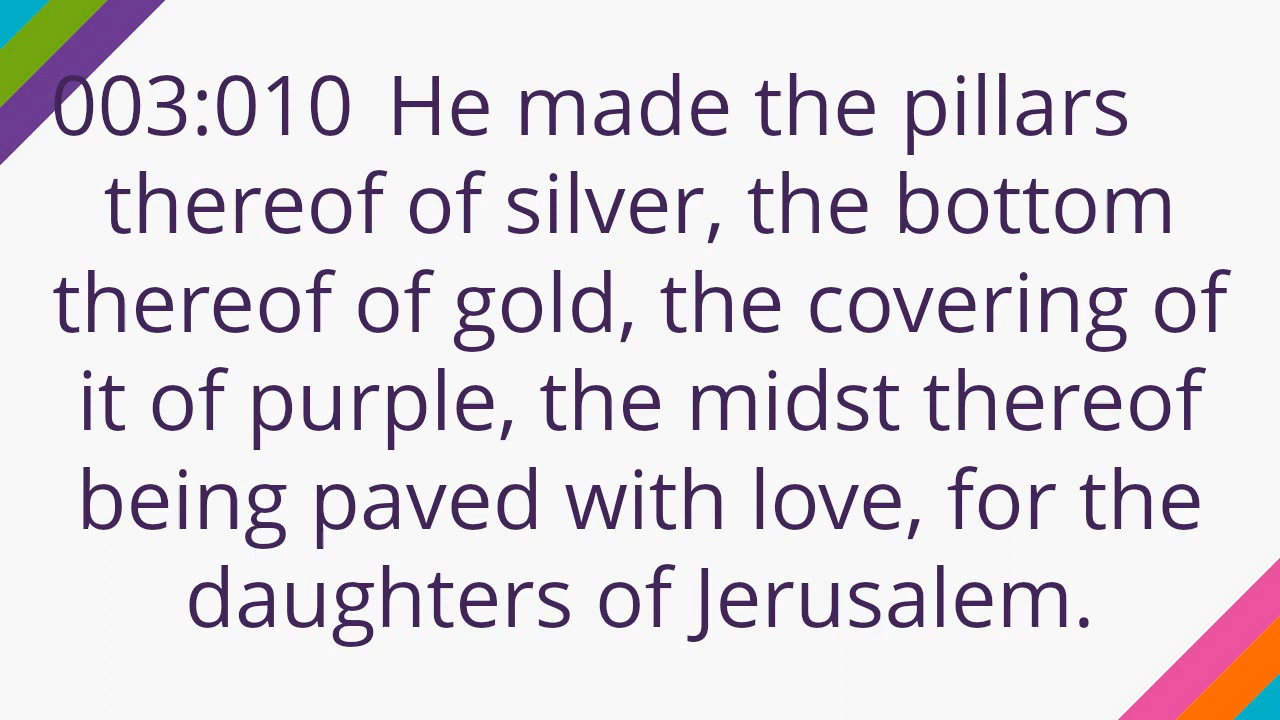 003:010 He made the pillars
thereof of silver, the bottom
thereof of gold, the covering of
it of purple, the midst thereof
being paved with love, for the
daughters of Jerusalem.